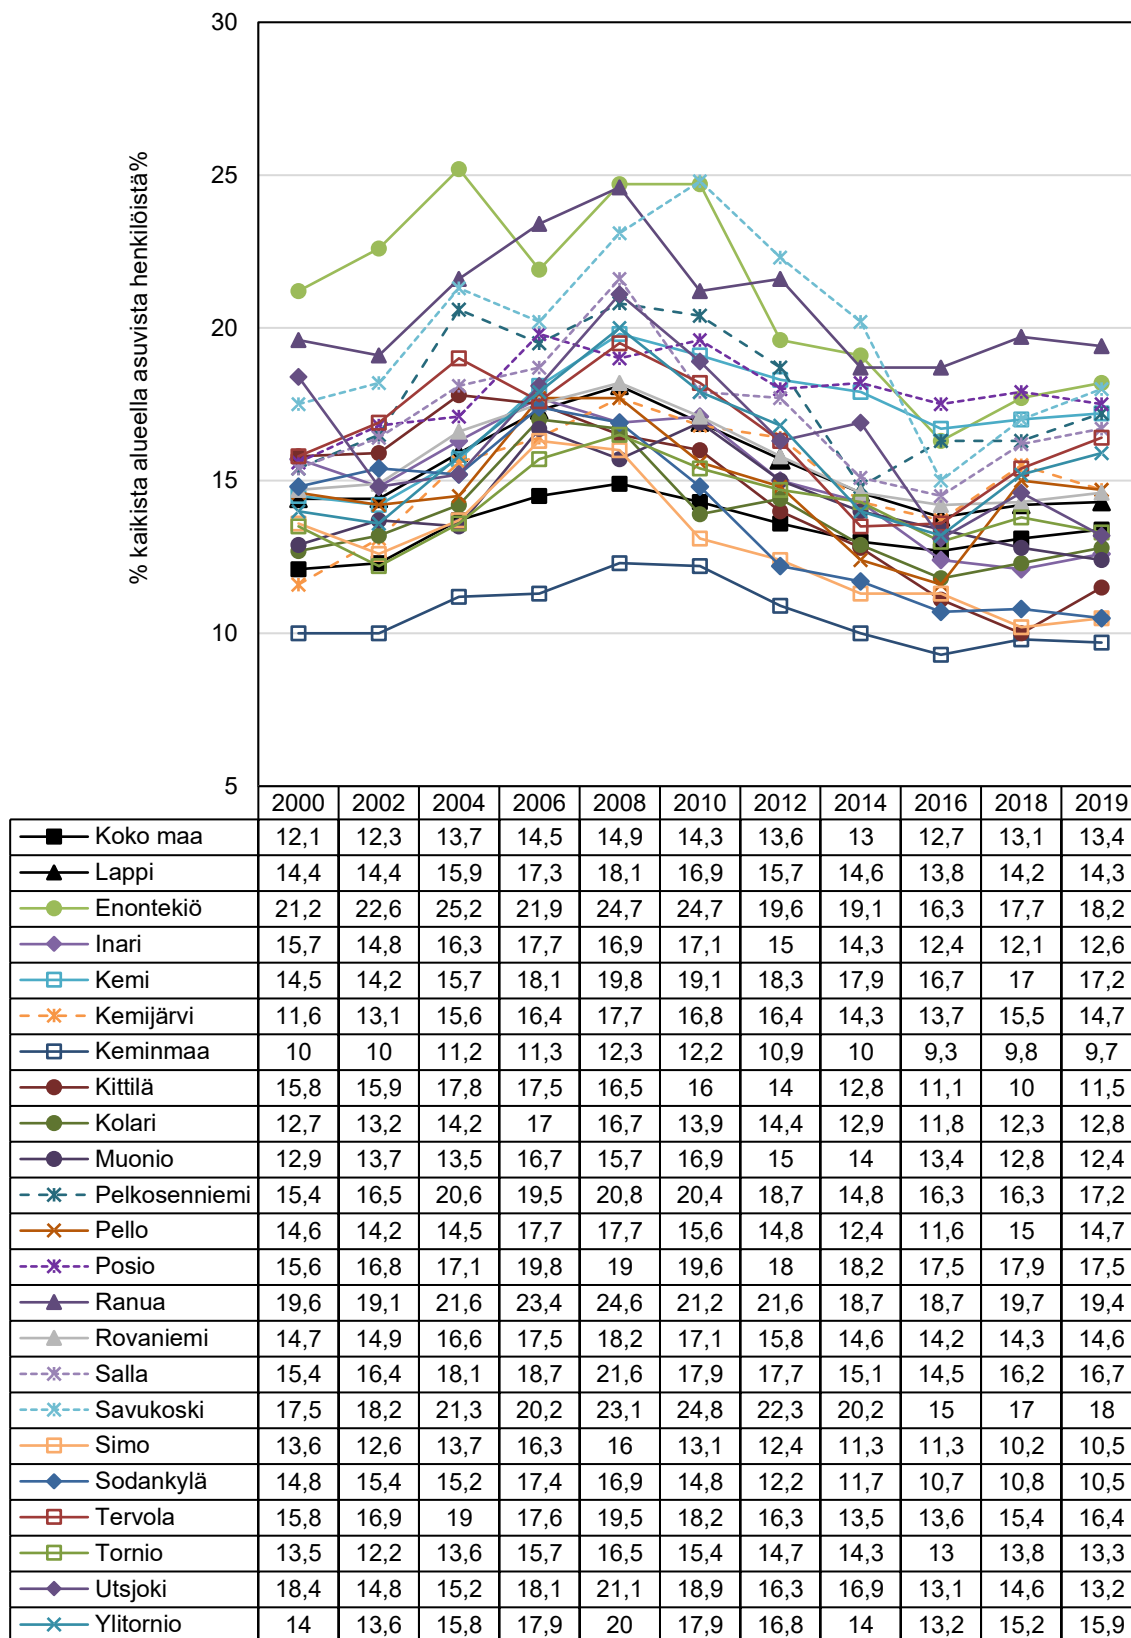 30
25
20
15
10
5
% kaikista alueella asuvista henkilöistä%
2000 2002 2004 2006 2008 2010 2012 2014 2016 2018 2019
Koko maa 12,1 12,3 13,7 14,5 14,9 14,3 13,6 13 12,7 13,1 13,4
Lappi 14,4 14,4 15,9 17,3 18,1 16,9 15,7 14,6 13,8 14,2 14,3
Enontekiö 21,2 22,6 25,2 21,9 24,7 24,7 19,6 19,1 16,3 17,7 18,2
Inari 15,7 14,8 16,3 17,7 16,9 17,1 15 14,3 12,4 12,1 12,6
Kemi 14,5 14,2 15,7 18,1 19,8 19,1 18,3 17,9 16,7 17 17,2
Kemijärvi 11,6 13,1 15,6 16,4 17,7 16,8 16,4 14,3 13,7 15,5 14,7
Keminmaa 10 10 11,2 11,3 12,3 12,2 10,9 10 9,3 9,8 9,7
Kittilä 15,8 15,9 17,8 17,5 16,5 16 14 12,8 11,1 10 11,5
Kolari 12,7 13,2 14,2 17 16,7 13,9 14,4 12,9 11,8 12,3 12,8
Muonio 12,9 13,7 13,5 16,7 15,7 16,9 15 14 13,4 12,8 12,4
Pelkosenniemi 15,4 16,5 20,6 19,5 20,8 20,4 18,7 14,8 16,3 16,3 17,2
Pello 14,6 14,2 14,5 17,7 17,7 15,6 14,8 12,4 11,6 15 14,7
Posio 15,6 16,8 17,1 19,8 19 19,6 18 18,2 17,5 17,9 17,5
Ranua 19,6 19,1 21,6 23,4 24,6 21,2 21,6 18,7 18,7 19,7 19,4
Rovaniemi 14,7 14,9 16,6 17,5 18,2 17,1 15,8 14,6 14,2 14,3 14,6
Salla 15,4 16,4 18,1 18,7 21,6 17,9 17,7 15,1 14,5 16,2 16,7
Savukoski 17,5 18,2 21,3 20,2 23,1 24,8 22,3 20,2 15 17 18
Simo 13,6 12,6 13,7 16,3 16 13,1 12,4 11,3 11,3 10,2 10,5
Sodankylä 14,8 15,4 15,2 17,4 16,9 14,8 12,2 11,7 10,7 10,8 10,5
Tervola 15,8 16,9 19 17,6 19,5 18,2 16,3 13,5 13,6 15,4 16,4
Tornio 13,5 12,2 13,6 15,7 16,5 15,4 14,7 14,3 13 13,8 13,3
Utsjoki 18,4 14,8 15,2 18,1 21,1 18,9 16,3 16,9 13,1 14,6 13,2
Ylitornio 14 13,6 15,8 17,9 20 17,9 16,8 14 13,2 15,2 15,9